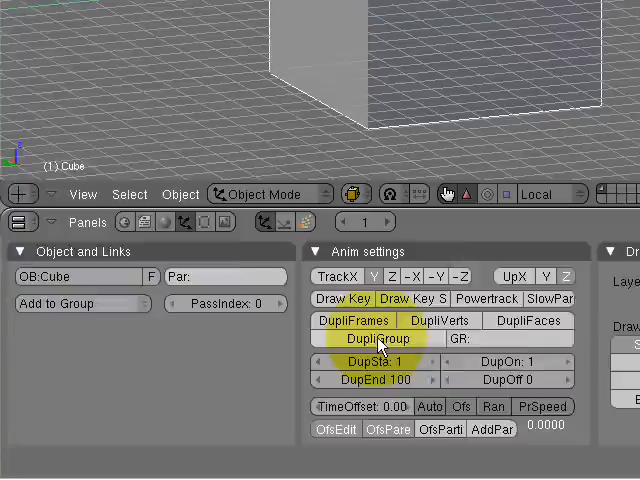 z
(1) Cube
View Select Object Object Mode Local
Panels 1
Object and Links Anim settings Dr
OB:Cube F Par: TrackX Y Z -X -Y -Z UpX Y Z
Add to Group PassIndex: 0 Draw Key Draw Key S Powertrack SlowPar
Laye
DupliFrames DupliVerts DupliFaces
Draw
DupliGroup GR:
S
DupSta: 1 DupOn: 1
DupEnd 100 DupOff 0
TimeOffset: 0.00 Auto Ofs Ran PrSpeed
OfsEdit OfsPare OfsParti AddPar 0.0000